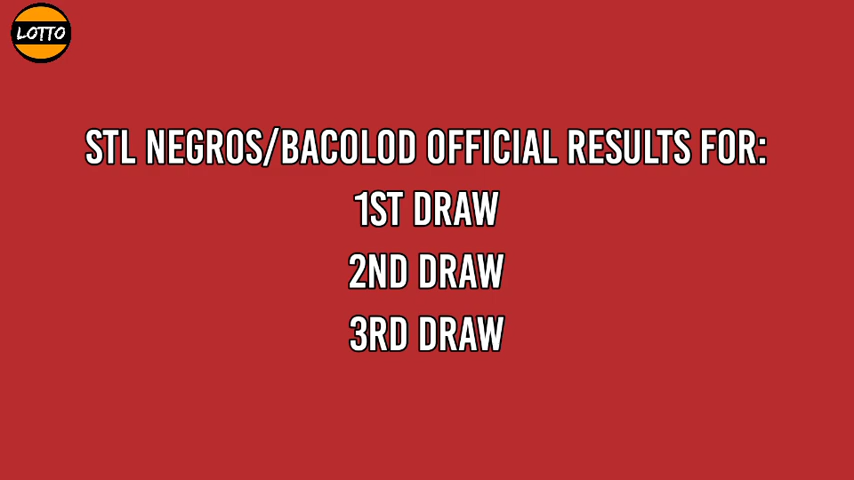 LOTTO
STL NEGROS/BACOLOD OFFICIAL RESULTS FOR:
1ST DRAW
2ND DRAW
3RD DRAW